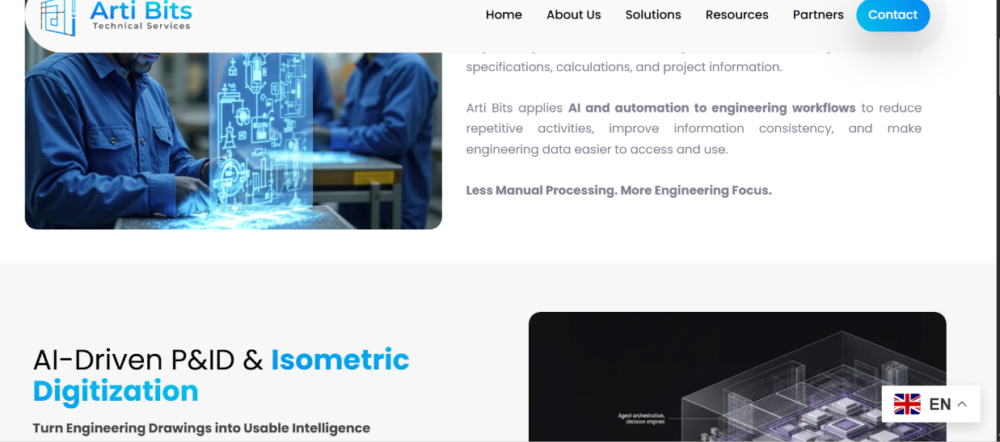 Arti Bits
Technical Services
Home
About Us
Solutions
Resources
Partners
Contact
specifications, calculations, and project information.
Arti Bits applies AI and automation to engineering workflows to reduce
repetitive activities, improve information consistency, and make
engineering data easier to access and use.
Less Manual Processing. More Engineering Focus.
AI-Driven P&ID & Isometric
Digitization
Turn Engineering Drawings into Usable Intelligence
Agent orchestration,
decision engines
EN